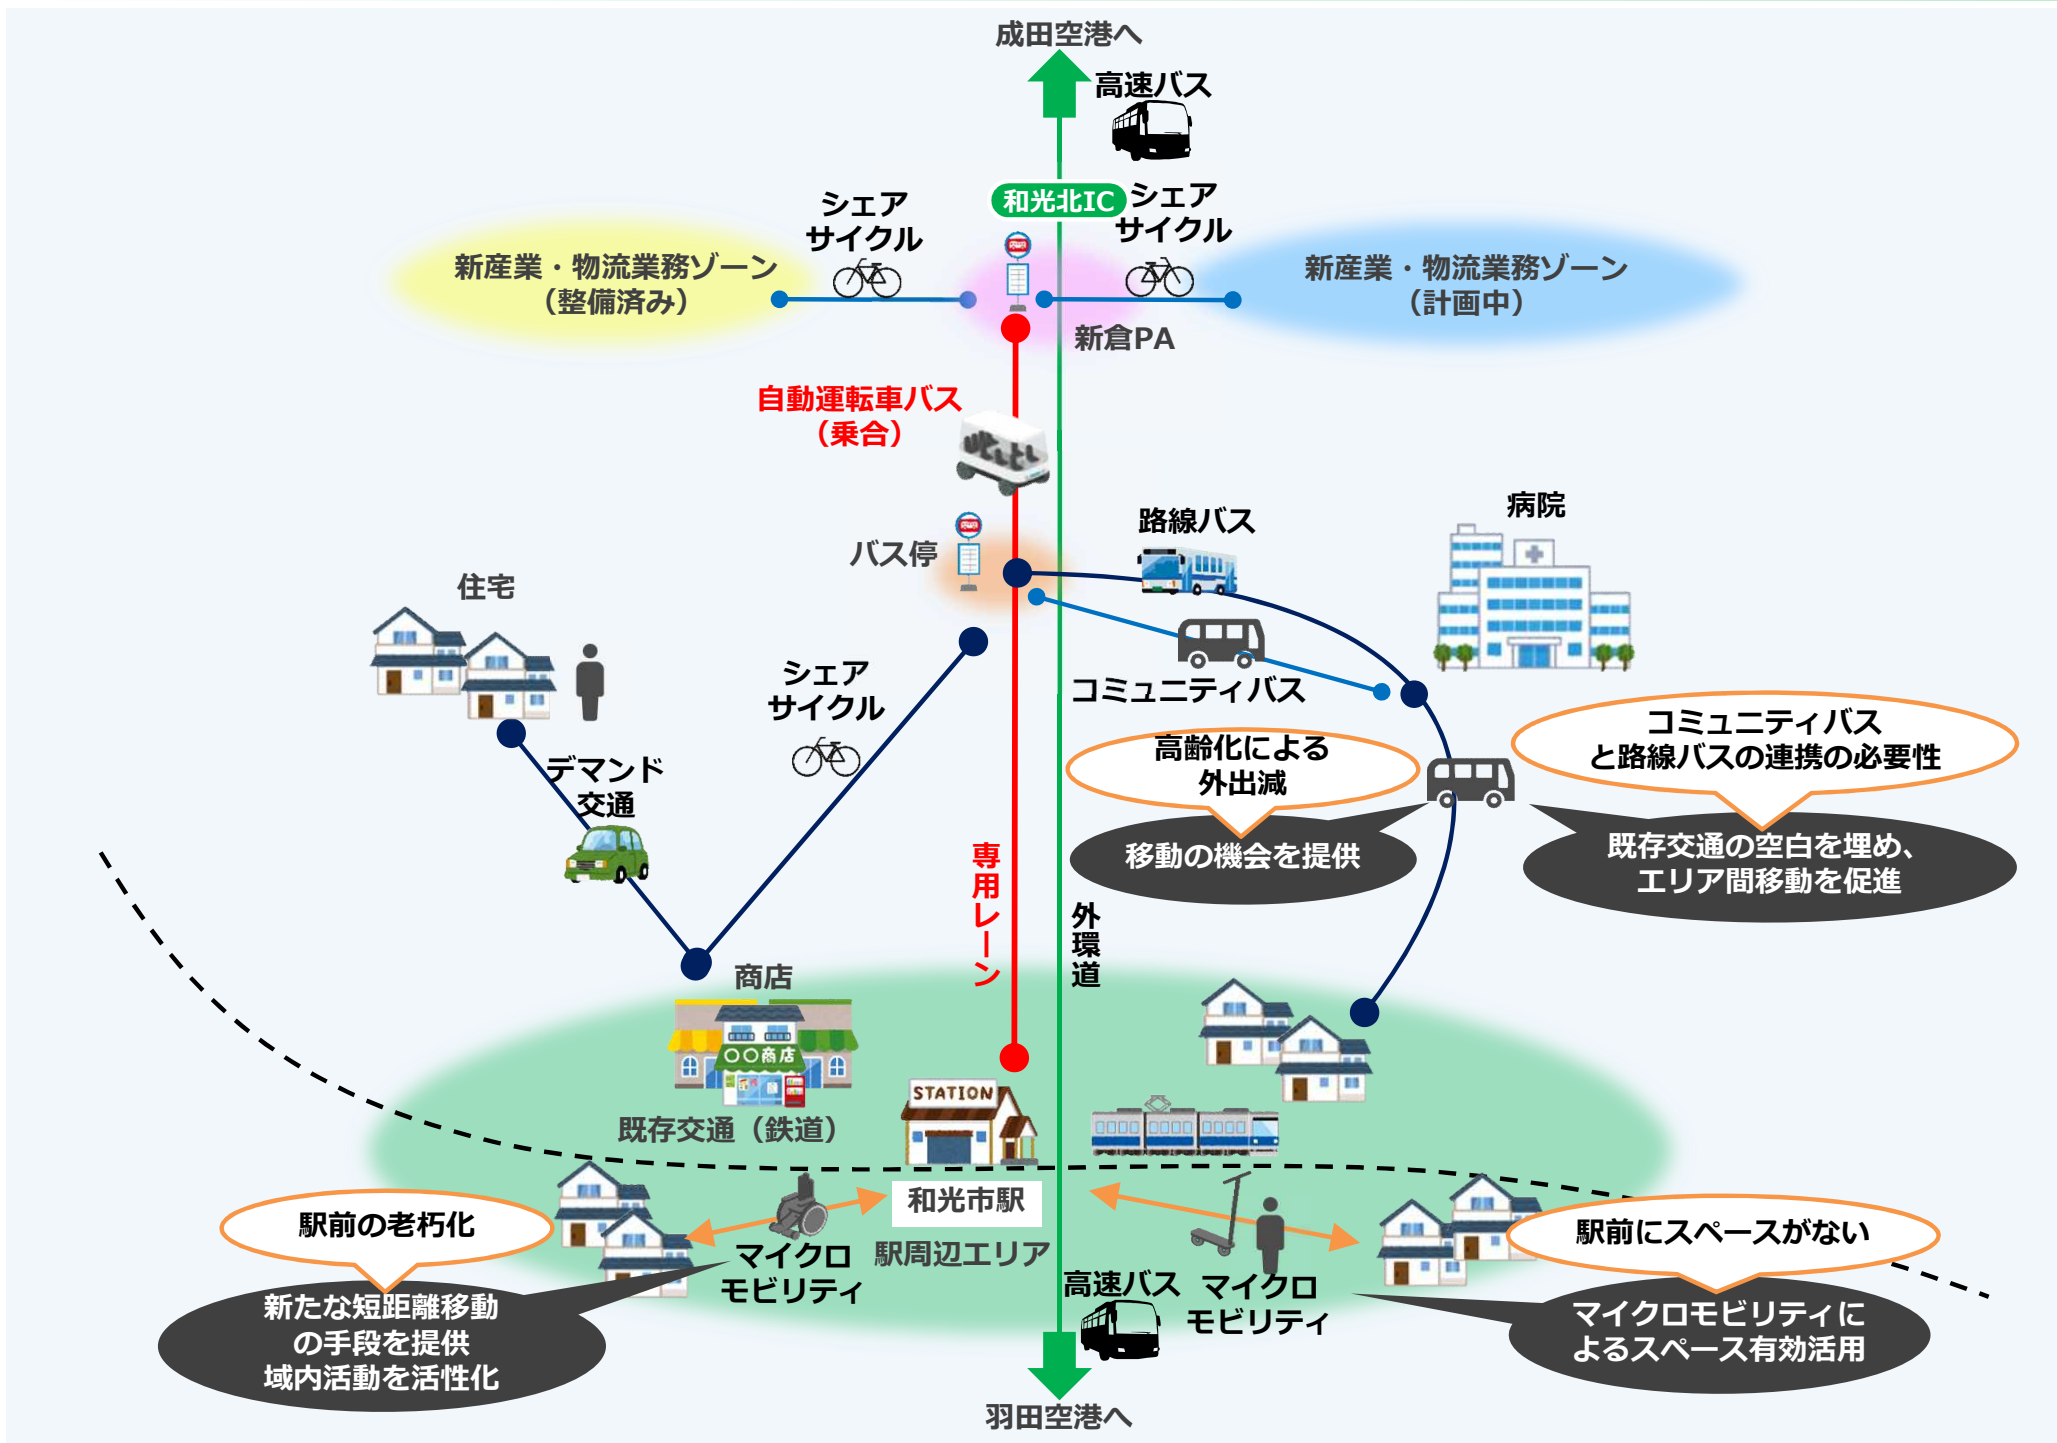 成田空港へ
高速バス
和光北IC
シェア
サイクル
シェア
サイクル
新産業・物流業務ゾーン
（整備済み）
新産業・物流業務ゾーン
（計画中）
新倉PA
自動運転車バス
（乗合）
路線バス
病院
バス停
住宅
シェア
サイクル
コミュニティバス
デマンド
交通
高齢化による
外出減
移動の機会を提供
コミュニティバス
と路線バスの連携の必要性
既存交通の空白を埋め、
エリア間移動を促進
専用レーン
外環道
商店
〇〇商店
既存交通（鉄道）
STATION
和光市駅
駅周辺エリア
駅前の老朽化
新たな短距離移動
の手段を提供
域内活動を活性化
マイクロ
モビリティ
高速バス
マイクロ
モビリティ
駅前にスペースがない
マイクロモビリティに
よるスペース有効活用
羽田空港へ